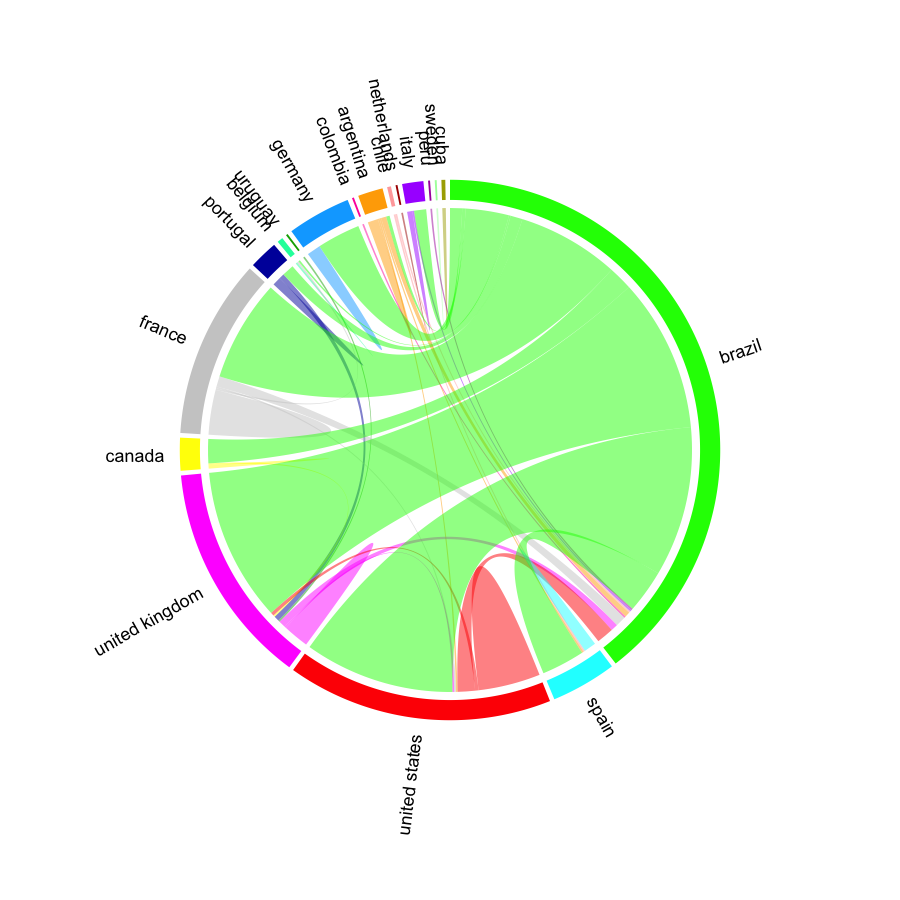 brazil
spain
united states
united kingdom
canada
france
portugal
belgium
uruguay
germany
colombia
argentina
chile
netherlands
italy
peru
sweden
cuba